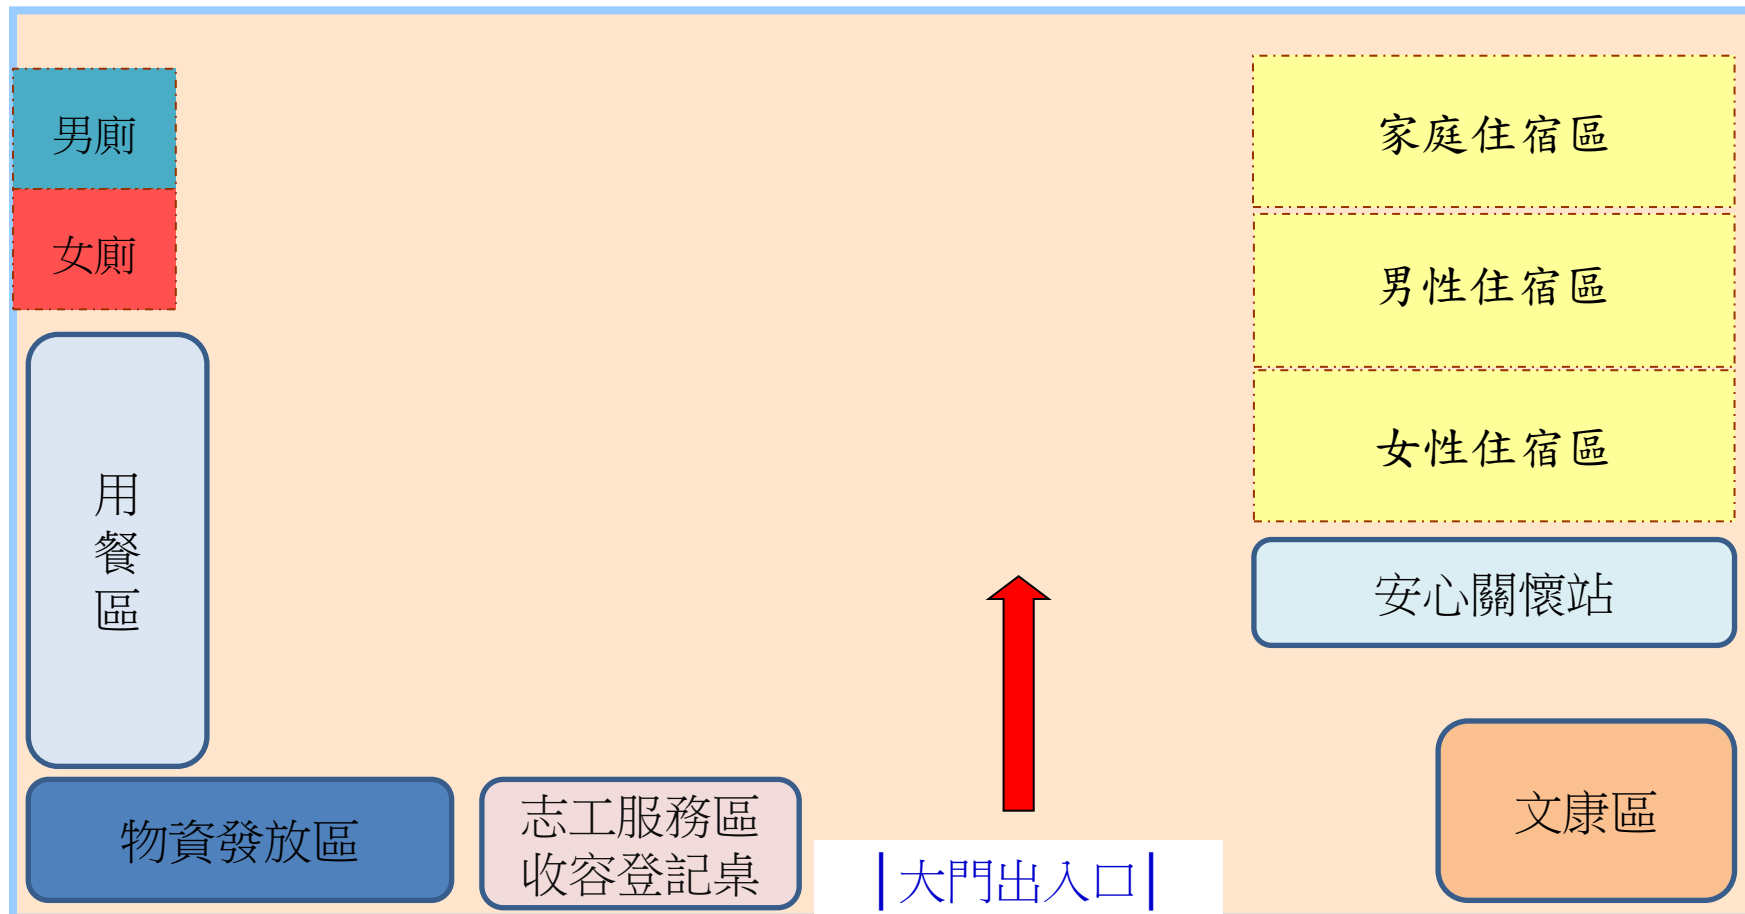 男廁
女廁
用
餐
區
物資發放區
志工服務區
收容登記桌
大門出入口
家庭住宿區
男性住宿區
女性住宿區
安心關懷站
文康區